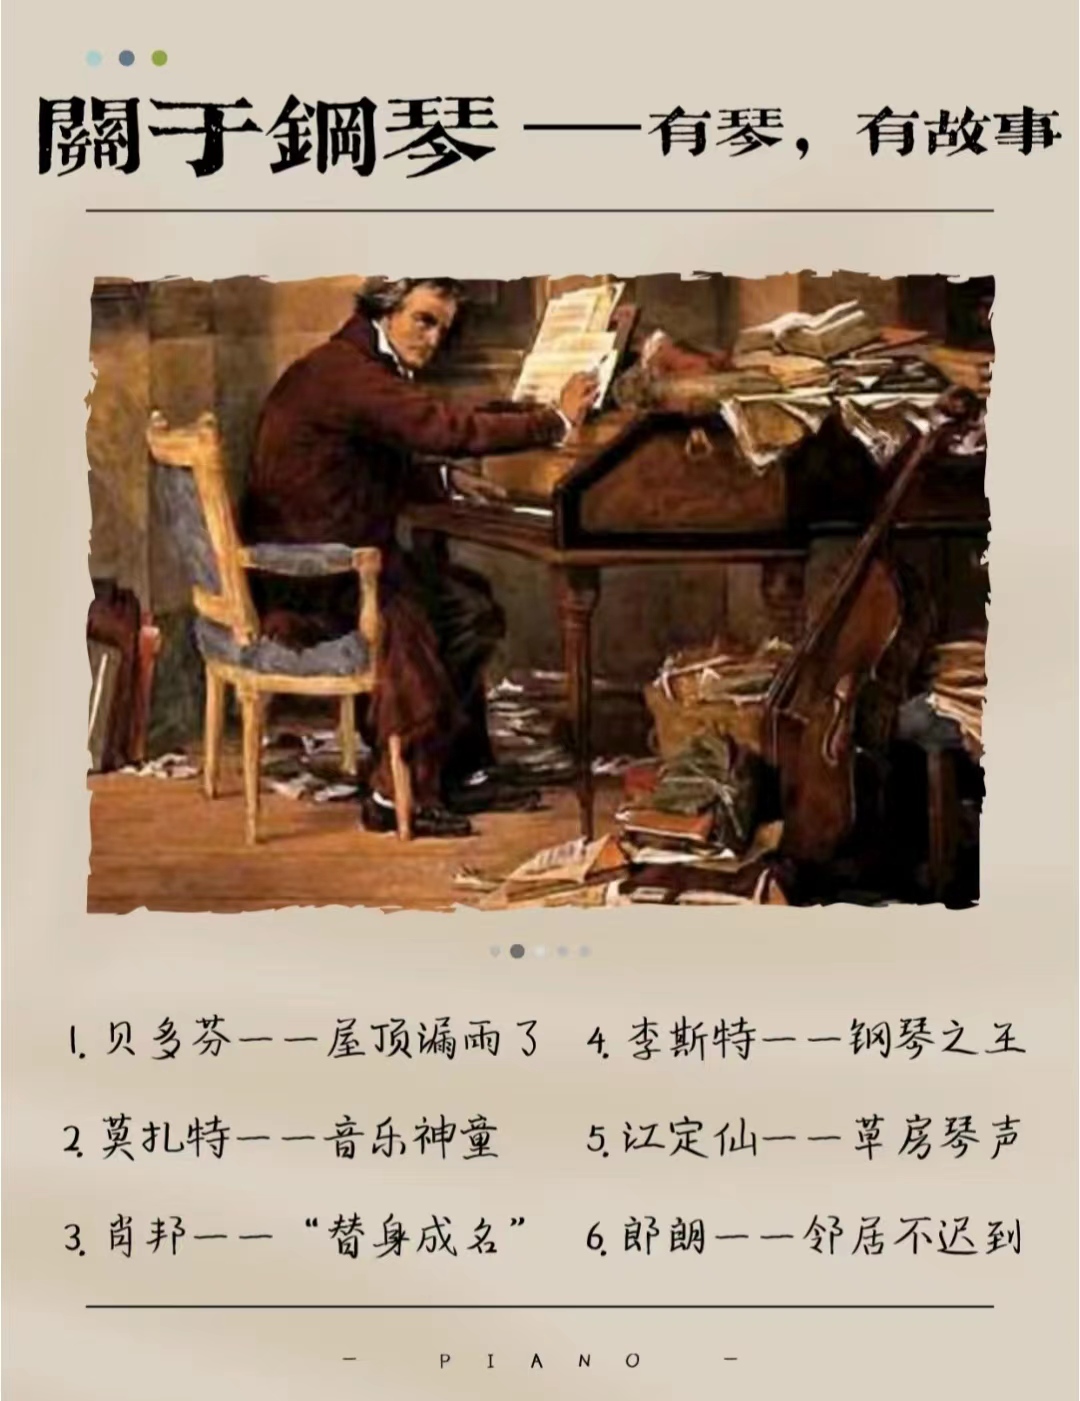 關于鋼琴——有琴，有故事
1. 贝多芬——屋顶漏雨了
2. 莫扎特——音乐神童
3. 肖邦——“替身成名”
4. 李斯特——钢琴之王
5. 江定仙——草房琴声
6. 郎朗——邻居不迟到
- PIANO -